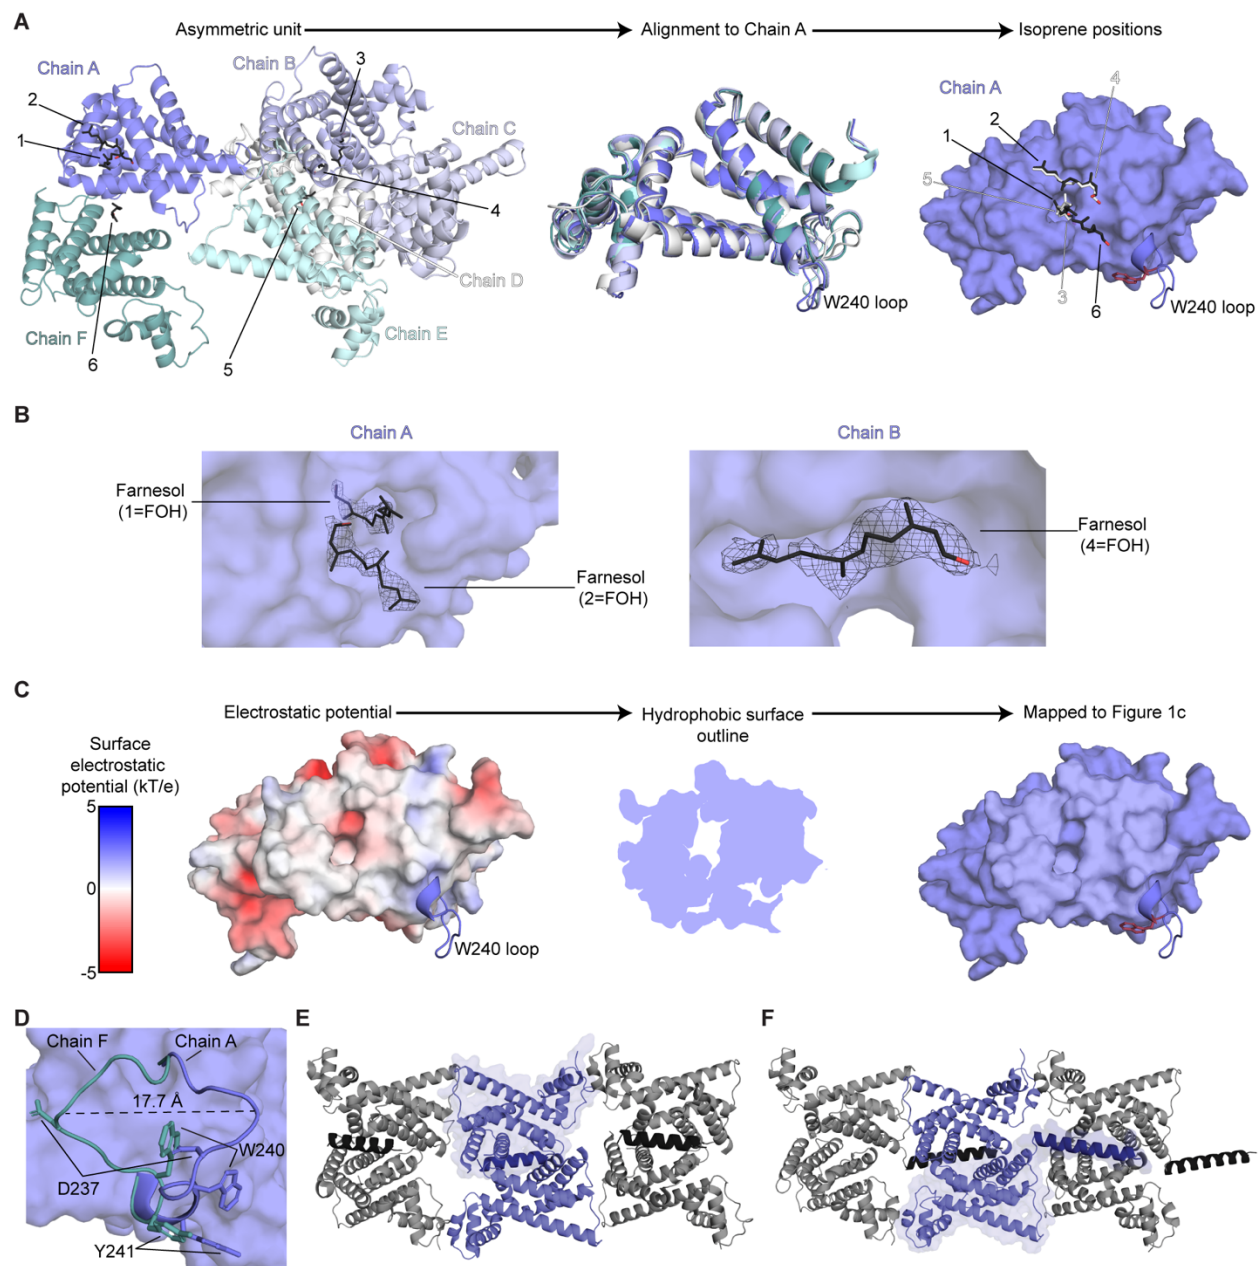 A
Asymmetric unit
Alignment to Chain A
Isoprene positions
Chain A
Chain B
3
2
1
Chain C
4
Chain D
Chain E
Chain F
6
5
W240 loop
Chain A
4
2
1
5
3
6
W240 loop
B
Chain A
Chain B
Farnesol
(1=FOH)
Farnesol
(2=FOH)
Farnesol
(4=FOH)
C
Electrostatic potential
Hydrophobic surface
outline
Mapped to Figure 1c
Surface
electrostatic
potential (kT/e)
5
0
-5
W240 loop
D
Chain F
Chain A
17.7 Å
W240
D237
Y241
E
F